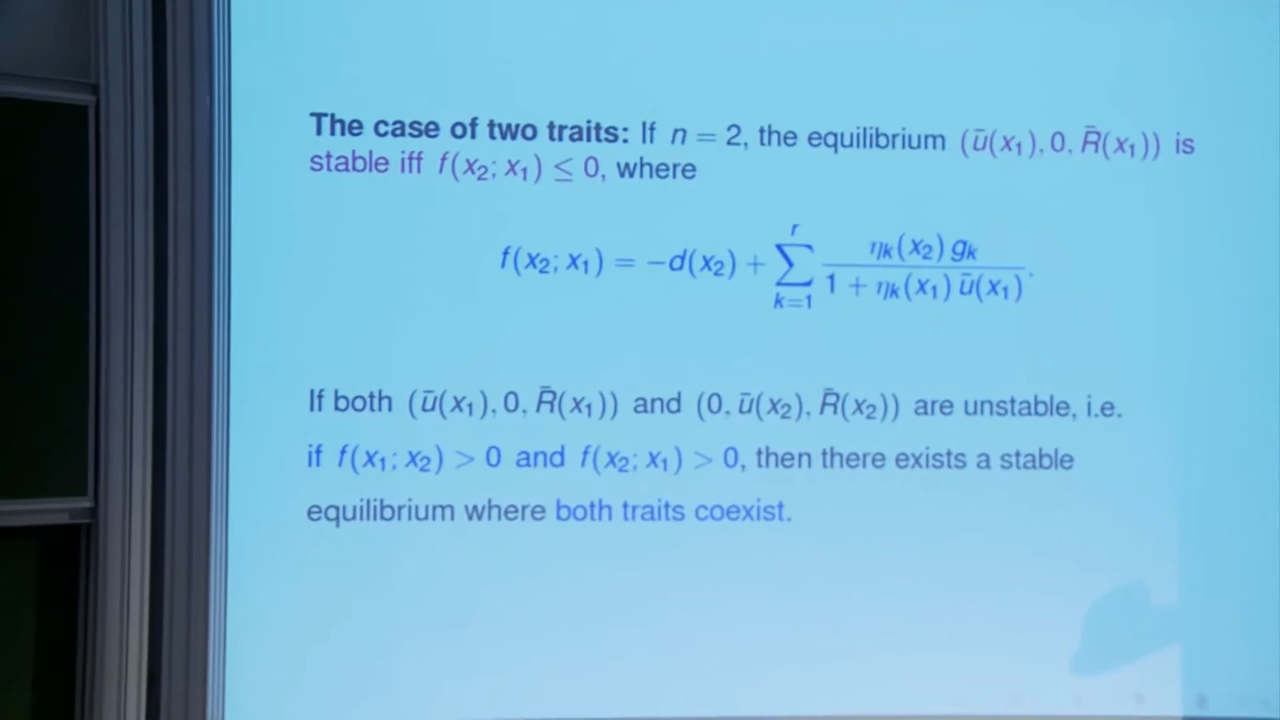 The case of two traits: If n = 2, the equilibrium (ū(x₁), 0, R̄(x₁)) is
stable iff f(x₂; x₁) ≤ 0, where
f(x₂; x₁) = −d(x₂) + ∑_{k=1}^{r} \frac{η_k(x₂) g_k}{1 + η_k(x₁) ū(x₁)}.
If both (ū(x₁), 0, R̄(x₁)) and (0, ū(x₂), R̄(x₂)) are unstable, i.e.
if f(x₁; x₂) > 0 and f(x₂; x₁) > 0, then there exists a stable
equilibrium where both traits coexist.